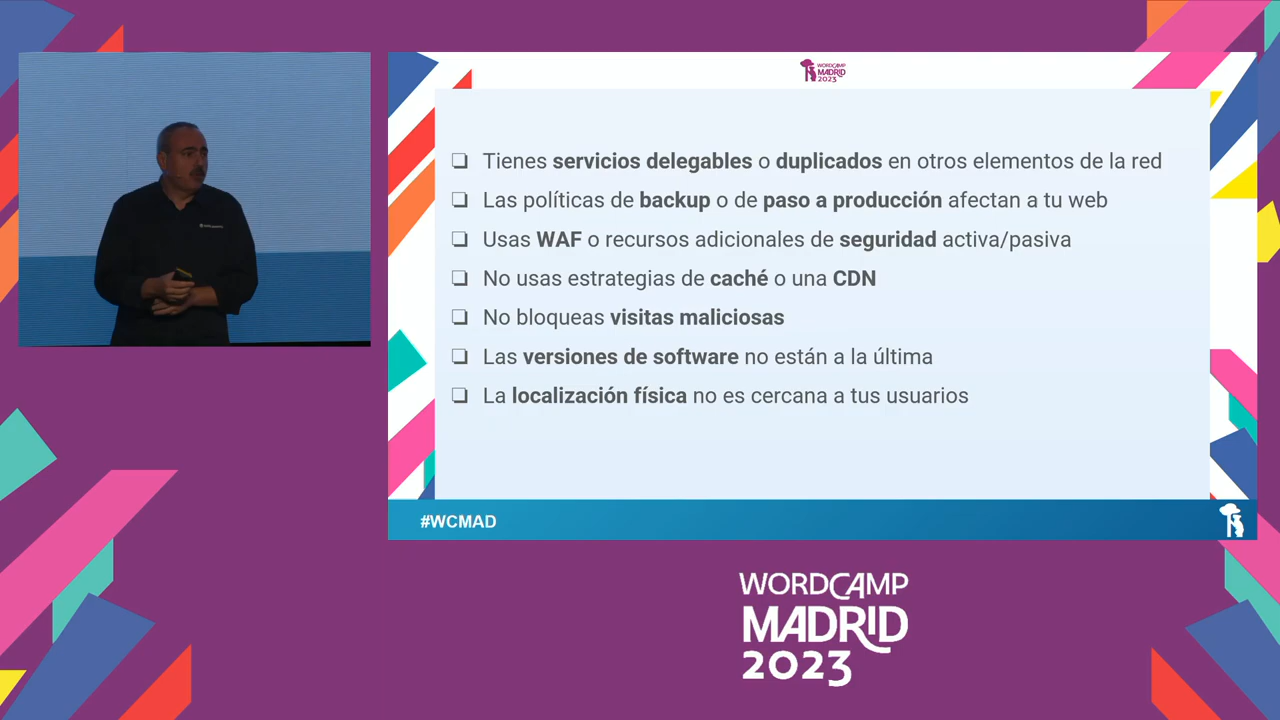 WORDCAMP
MADRID
2023
❏ Tienes servicios delegables o duplicados en otros elementos de la red
❏ Las políticas de backup o de paso a producción afectan a tu web
❏ Usas WAF o recursos adicionales de seguridad activa/pasiva
❏ No usas estrategias de caché o una CDN
❏ No bloqueas visitas maliciosas
❏ Las versiones de software no están a la última
❏ La localización física no es cercana a tus usuarios
#WCMAD
WORDCAMP
MADRID
2023